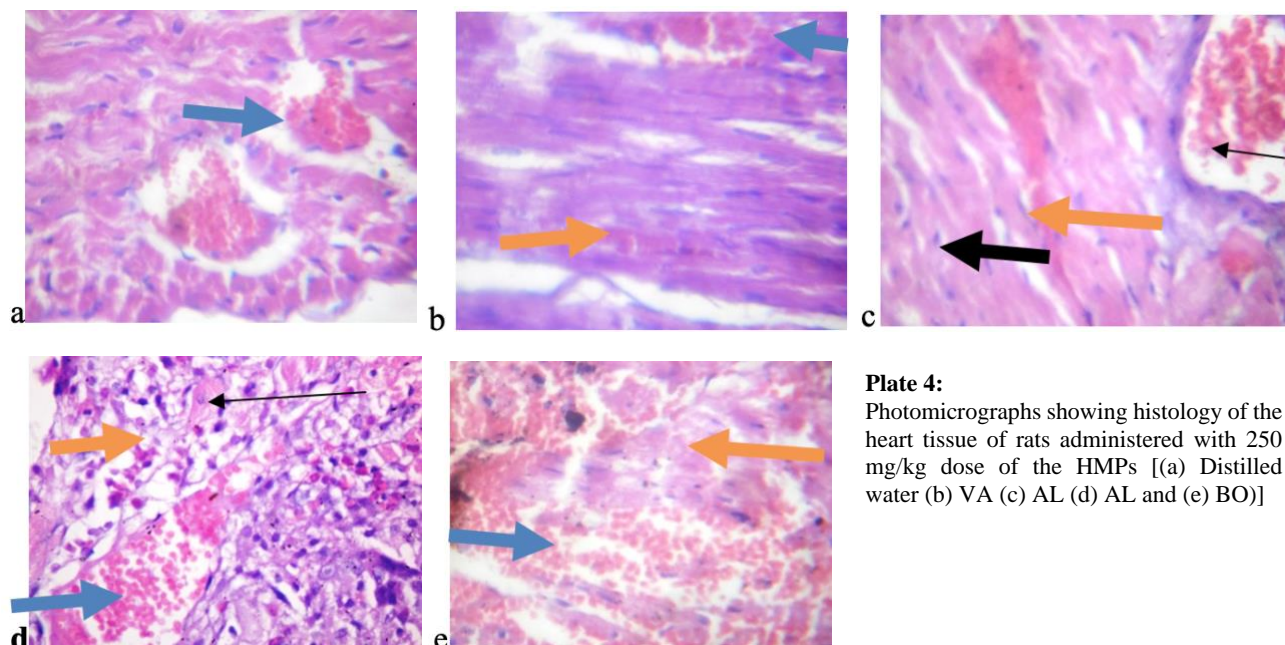 a
b
c
d
e
Plate 4:
Photomicrographs showing histology of the
heart tissue of rats administered with 250
mg/kg dose of the HMPs [(a) Distilled
water (b) VA (c) AL (d) AL and (e) BO)]